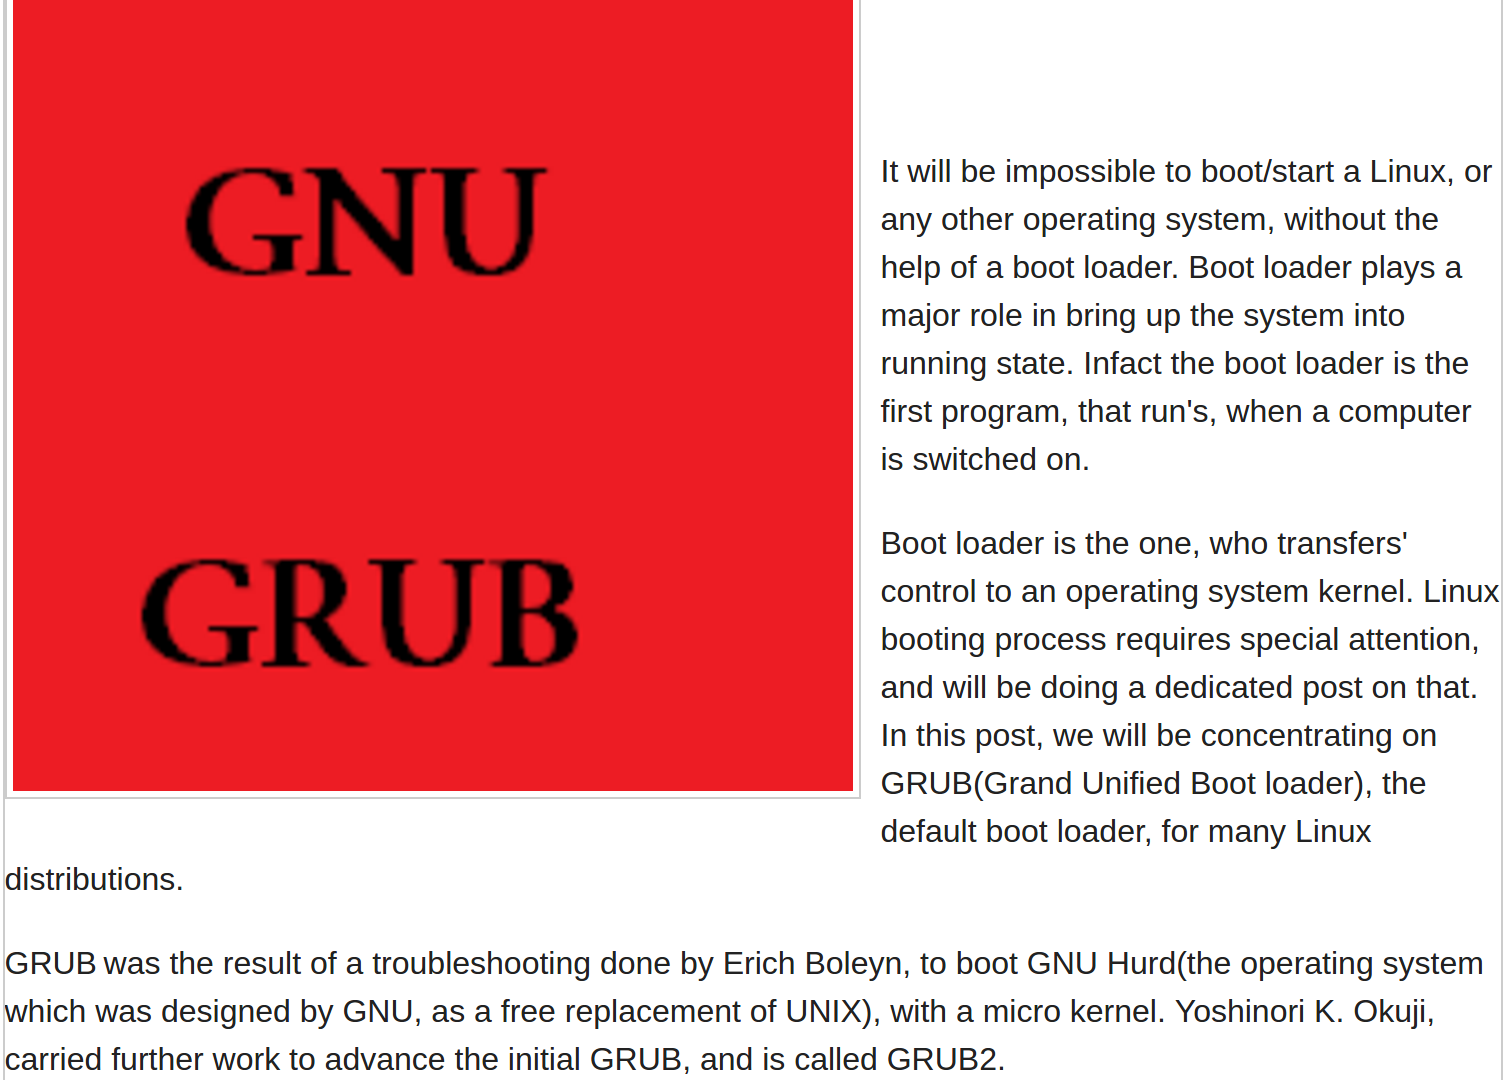 GNU
GRUB
It will be impossible to boot/start a Linux, or
any other operating system, without the
help of a boot loader. Boot loader plays a
major role in bring up the system into
running state. Infact the boot loader is the
first program, that run's, when a computer
is switched on.
Boot loader is the one, who transfers'
control to an operating system kernel. Linux
booting process requires special attention,
and will be doing a dedicated post on that.
In this post, we will be concentrating on
GRUB(Grand Unified Boot loader), the
default boot loader, for many Linux
distributions.
GRUB was the result of a troubleshooting done by Erich Boleyn, to boot GNU Hurd(the operating system
which was designed by GNU, as a free replacement of UNIX), with a micro kernel. Yoshinori K. Okuji,
carried further work to advance the initial GRUB, and is called GRUB2.